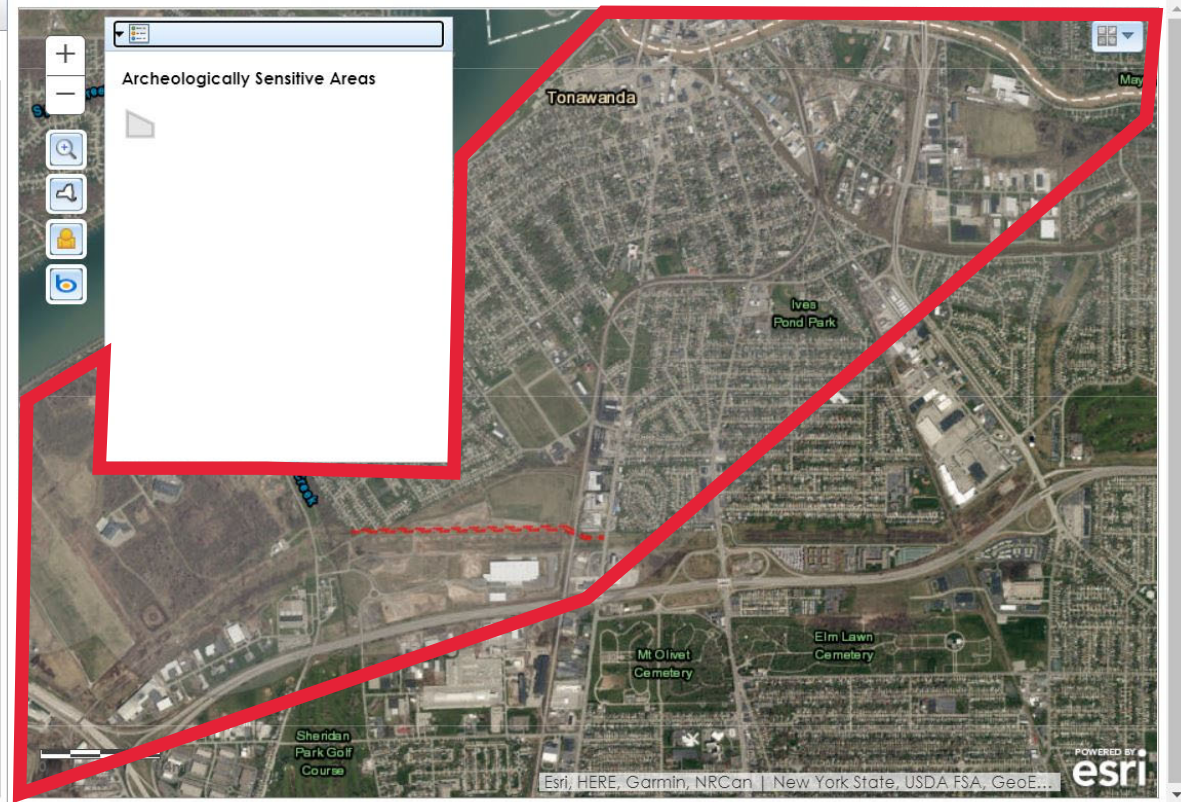 Archeologically Sensitive Areas
Tonawanda
Ives
Pond Park
Mt Olivet
Cemetery
Elm Lawn
Cemetery
Sheridan
Park Golf
Course
Esri, HERE, Garmin, NRCan | New York State, USDA FSA, GeoE...
POWERED BY
esri